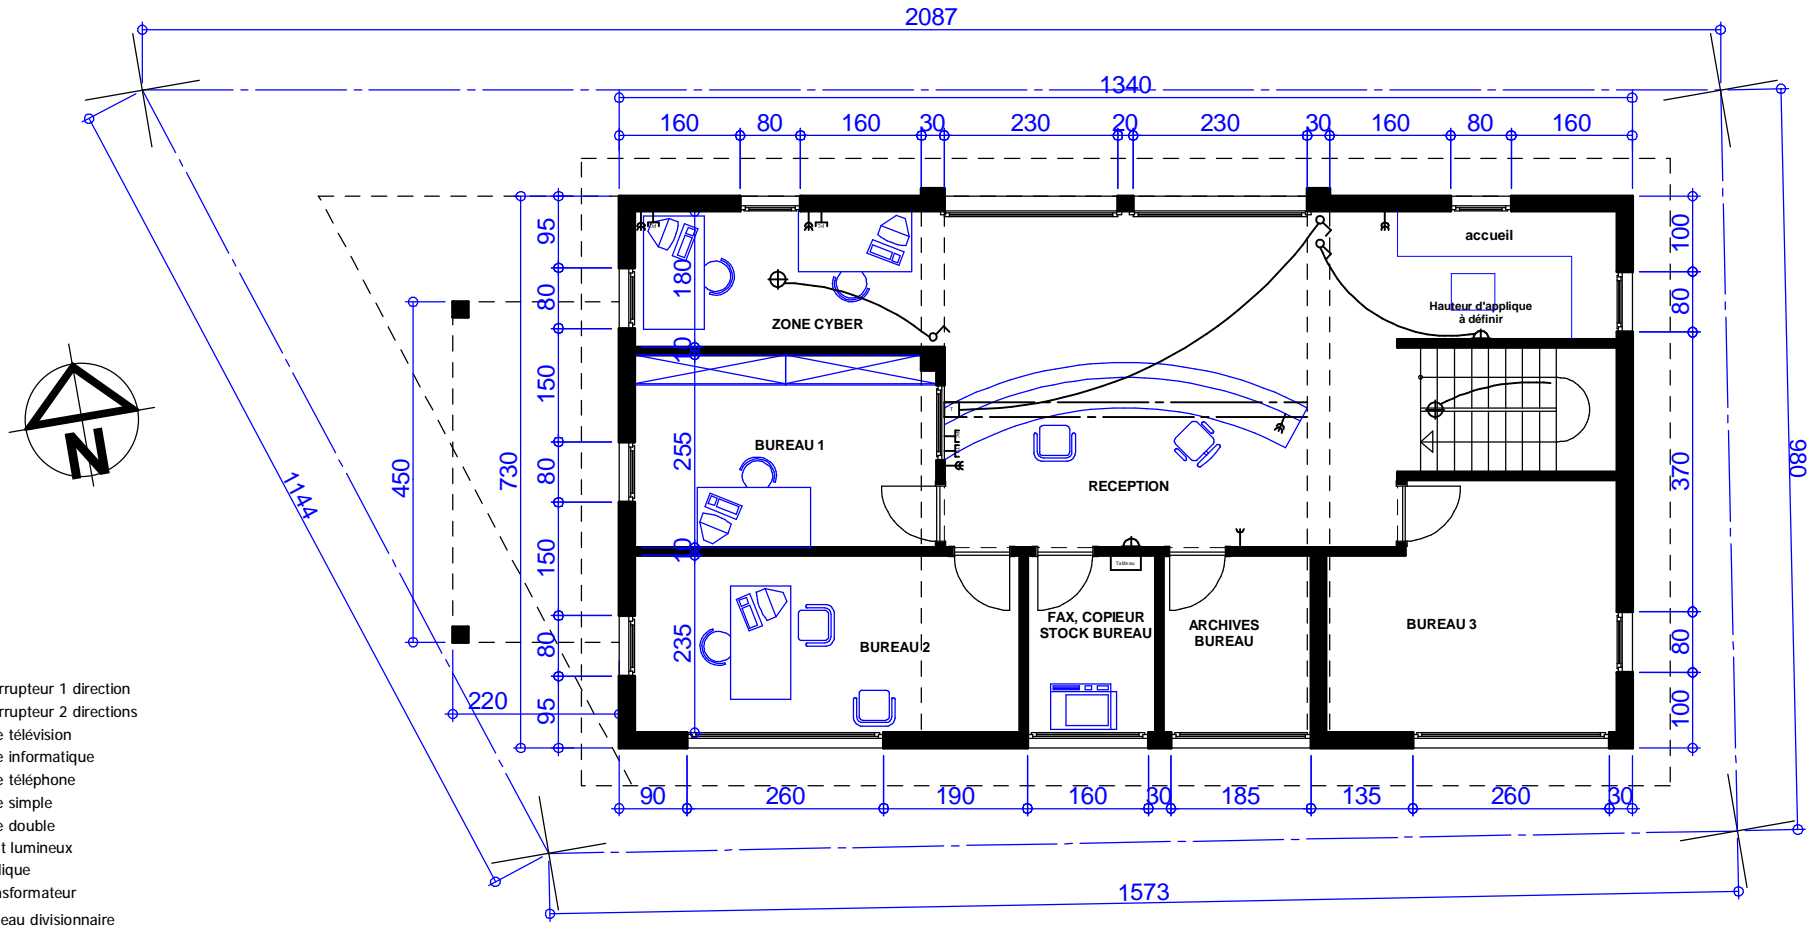 2087
1340
160 80 160 30 230 20 230 30 160 80 160
95
80
150
80
150
80
95
180
10
255
10
235
730
450
220
1144
N
accueil
Hauteur d'applique
à définir
ZONE CYBER
BUREAU 1
RECEPTION
BUREAU 2
FAX, COPIEUR
STOCK BUREAU
ARCHIVES
BUREAU
BUREAU 3
Tableau
100
80
370
80
100
980
90 260 190 160 30 185 135 260 30
1573
rrupteur 1 direction
rrupteur 2 directions
e télévision
e informatique
e téléphone
e simple
e double
t lumineux
lique
nsformateur
eau divisionnaire